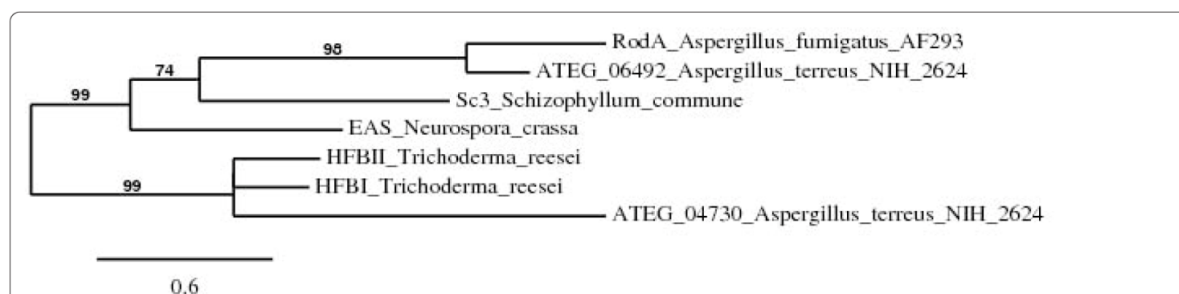 RodA_Aspergillus_fumigatus_AF293
98
74
ATEG_06492_Aspergillus_terreus_NIH_2624
99
Sc3_Schizophyllum_commune
EAS_Neurospora_crassa
HFBII_Trichoderma_reesei
99
HFBI_Trichoderma_reesei
ATEG_04730_Aspergillus_terreus_NIH_2624
0.6